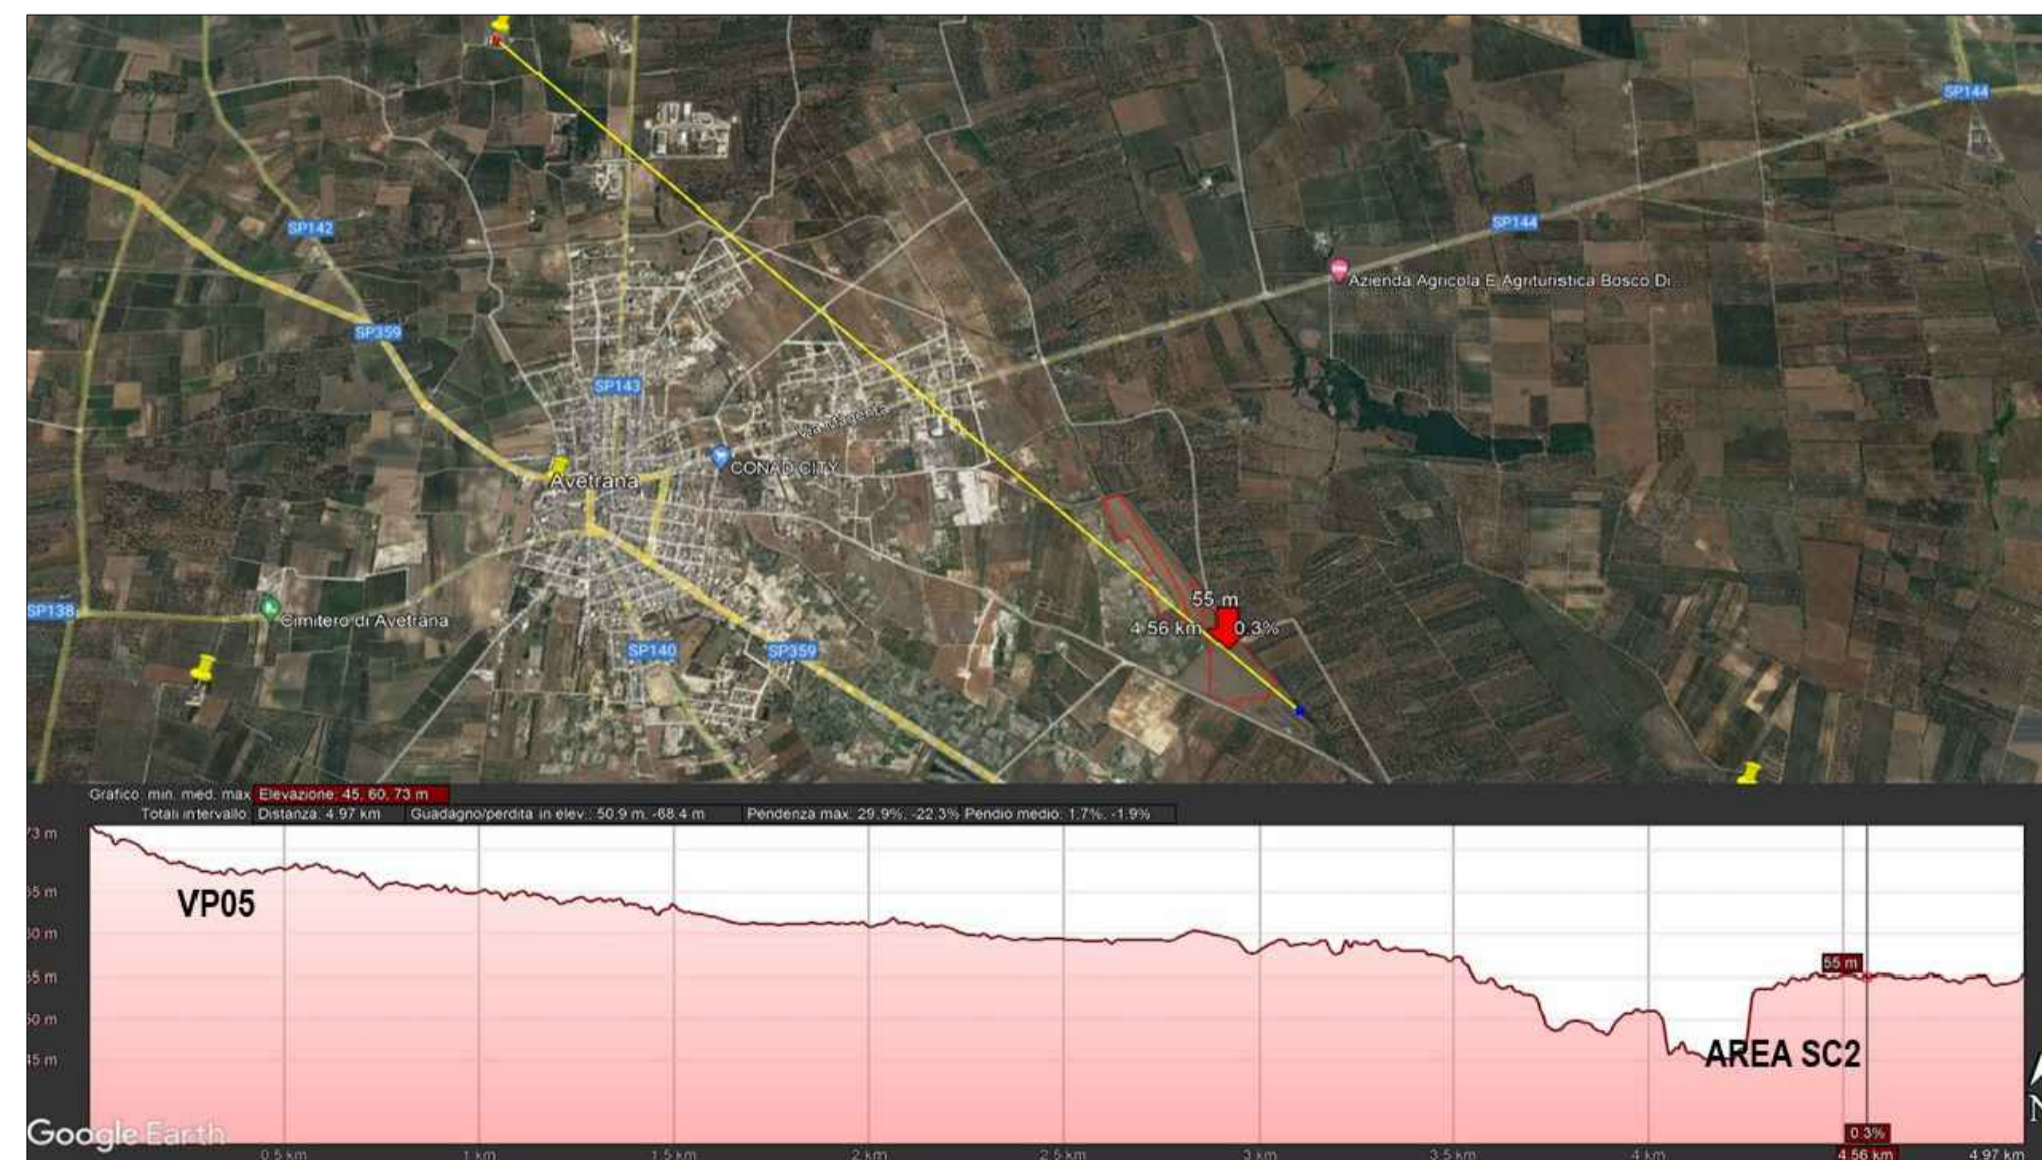 SP144
SP142
SP144
Azienda Agricola E Agrituristica Bosco Di...
SP359
SP143
CONAD CITY
Avetrana
55 m
SP138
Cimitero di Avetrana
4.56 km
0.3%
SP140
SP359
Grafico: min. med. max Elevazione: 45, 60, 73 m
Totali intervallo: Distanza: 4.97 km Guadagno/perdita in elev.: 50.9 m, -68.4 m Pendenza max: 29.9%, -22.3% Pendio medio: 1.7%, -1.9%
73 m
VP05
55 m
AREA SC2
Google Earth
0.3%
0.5 km 1 km 1.5 km 2 km 2.5 km 3 km 3.5 km 4 km 4.56 km 4.97 km